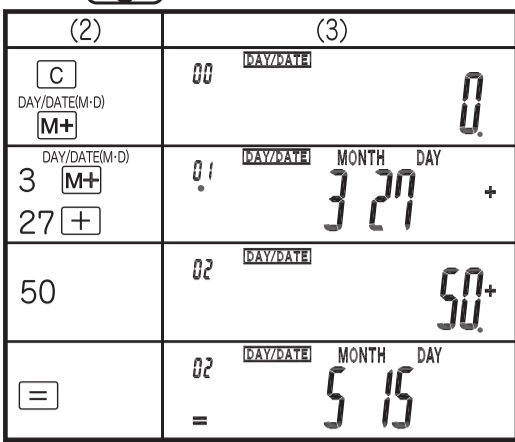 (2) (3)
C
DAY/DATE(M·D)
M+
00 DAY/DATE
0.
DAY/DATE(M·D)
3 M+
27 +
01 DAY/DATE MONTH DAY
3 27 +
50
02 DAY/DATE
50. +
=
02 DAY/DATE MONTH DAY
5 15
=